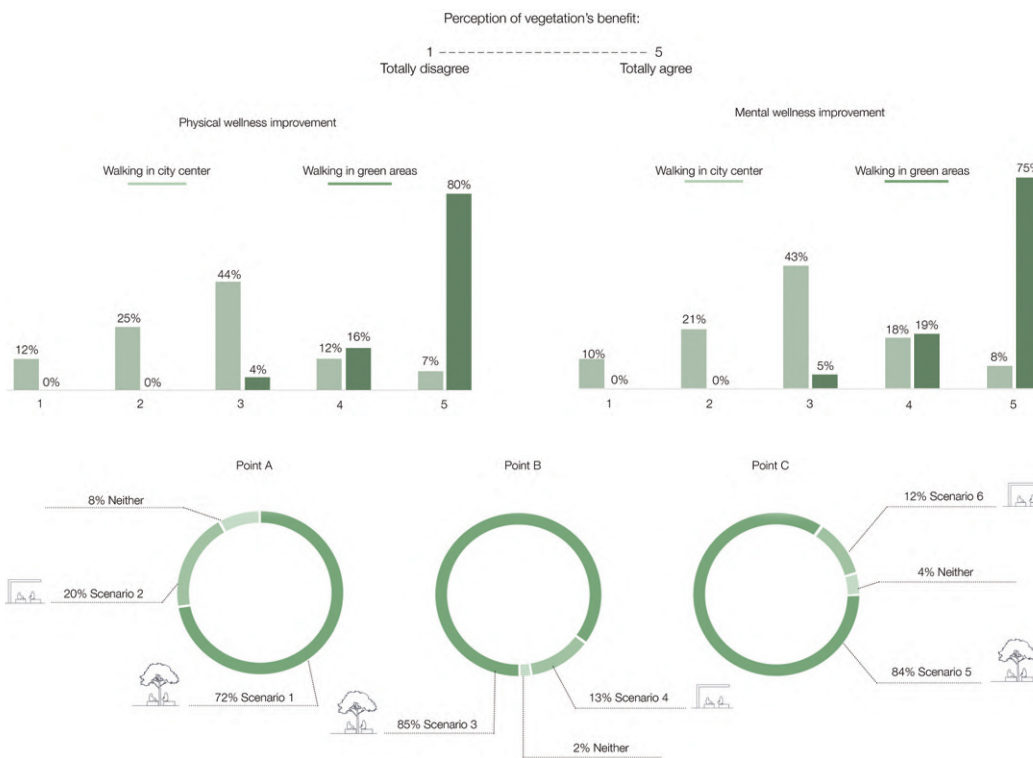 Perception of vegetation's benefit:
1 5
Totally disagree Totally agree
Physical wellness improvement
Walking in city center Walking in green areas
12% 0% 25% 0% 44% 4% 12% 16% 7% 80%
1 2 3 4 5
Mental wellness improvement
Walking in city center Walking in green areas
10% 0% 21% 0% 43% 5% 18% 19% 8% 75%
1 2 3 4 5
Point A
8% Neither
20% Scenario 2
72% Scenario 1
Point B
85% Scenario 3
13% Scenario 4
2% Neither
Point C
12% Scenario 6
4% Neither
84% Scenario 5